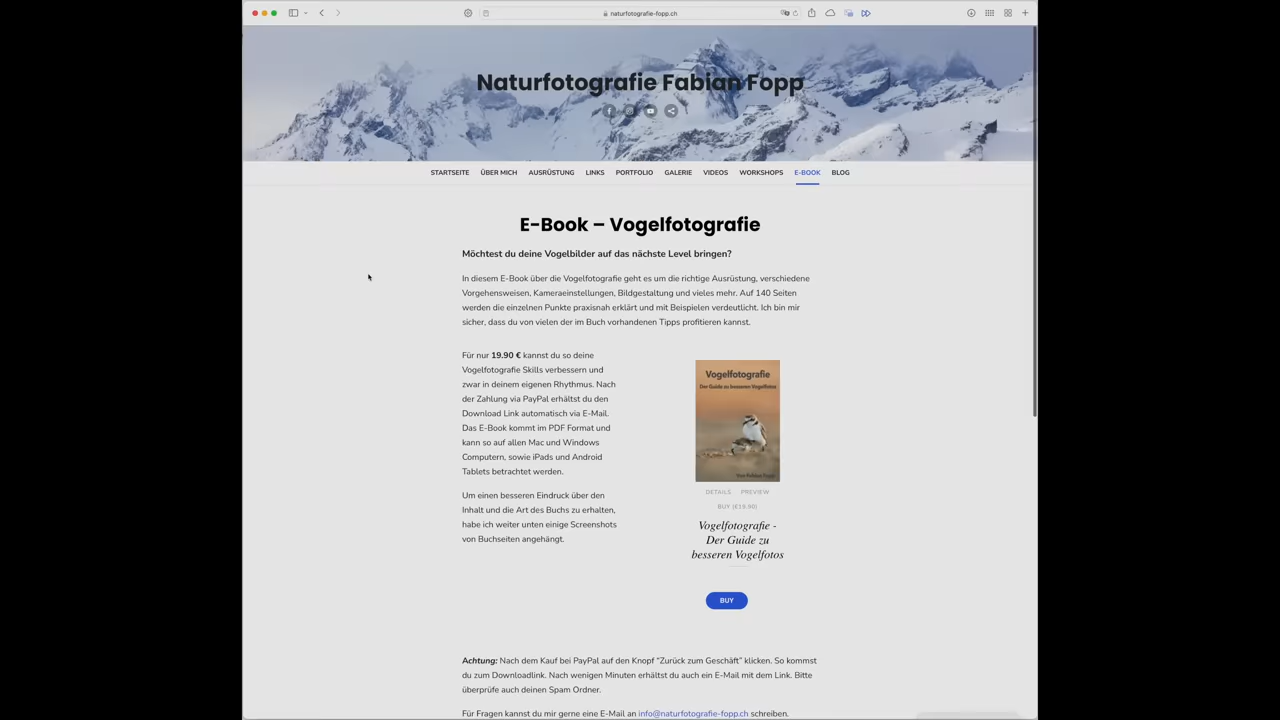 naturfotografie-fopp.ch
Naturfotografie Fabian Fopp
STARTSEITE ÜBER MICH AUSRÜSTUNG LINKS PORTFOLIO GALERIE VIDEOS WORKSHOPS E-BOOK BLOG
E-Book – Vogelfotografie
Möchtest du deine Vogelbilder auf das nächste Level bringen?
In diesem E-Book über die Vogelfotografie geht es um die richtige Ausrüstung, verschiedene
Vorgehensweisen, Kameraeinstellungen, Bildgestaltung und vieles mehr. Auf 140 Seiten
werden die einzelnen Punkte praxisnah erklärt und mit Beispielen verdeutlicht. Ich bin mir
sicher, dass du von vielen der im Buch vorhandenen Tipps profitieren kannst.
Für nur 19.90 € kannst du so deine
Vogelfotografie Skills verbessern und
zwar in deinem eigenen Rhythmus. Nach
der Zahlung via PayPal erhältst du den
Download Link automatisch via E-Mail.
Das E-Book kommt im PDF Format und
kann so auf allen Mac und Windows
Computern, sowie iPads und Android
Tablets betrachtet werden.
Um einen besseren Eindruck über den
Inhalt und die Art des Buchs zu erhalten,
habe ich weiter unten einige Screenshots
von Buchseiten angehängt.
Vogelfotografie
Der Guide zu besseren Vogelfotos
Von Fabian Fopp
DETAILS PREVIEW
BUY (€19.90)
Vogelfotografie -
Der Guide zu
besseren Vogelfotos
BUY
Achtung: Nach dem Kauf bei PayPal auf den Knopf “Zurück zum Geschäft” klicken. So kommst
du zum Downloadlink. Nach wenigen Minuten erhältst du auch ein E-Mail mit dem Link. Bitte
überprüfe auch deinen Spam Ordner.
Für Fragen kannst du mir gerne eine E-Mail an info@naturfotografie-fopp.ch schreiben.